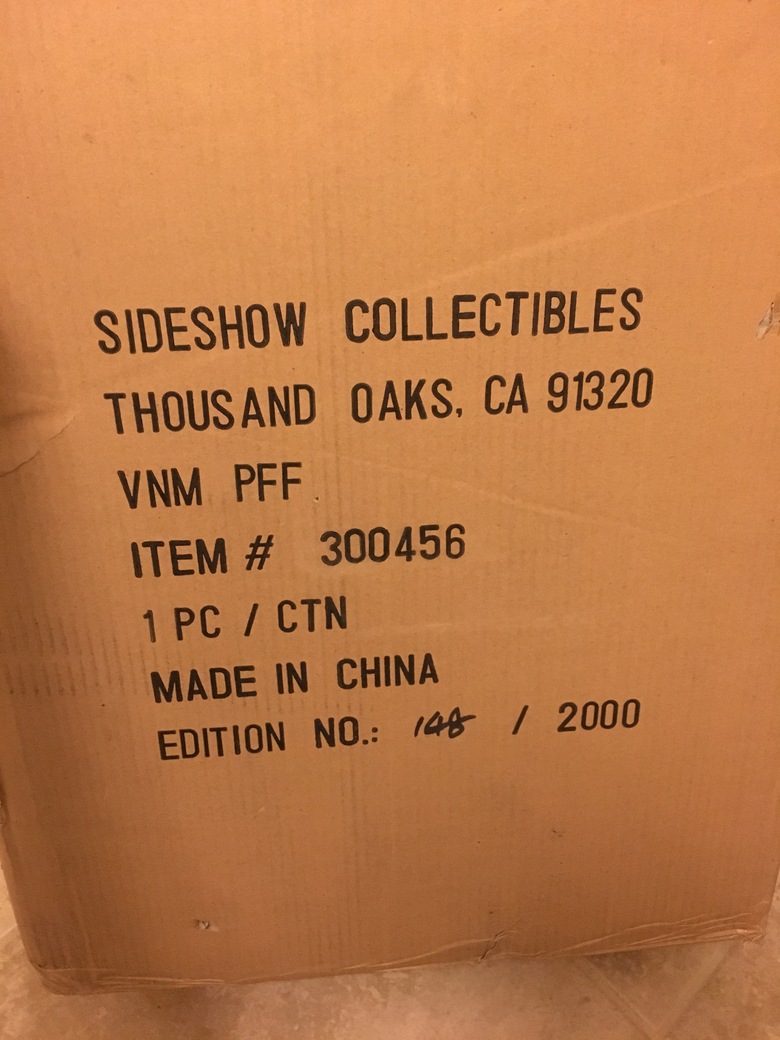 SIDESHOW COLLECTIBLES
THOUSAND OAKS, CA 91320
VNM PFF
ITEM # 300456
1 PC / CTN
MADE IN CHINA
EDITION NO.: 148 / 2000